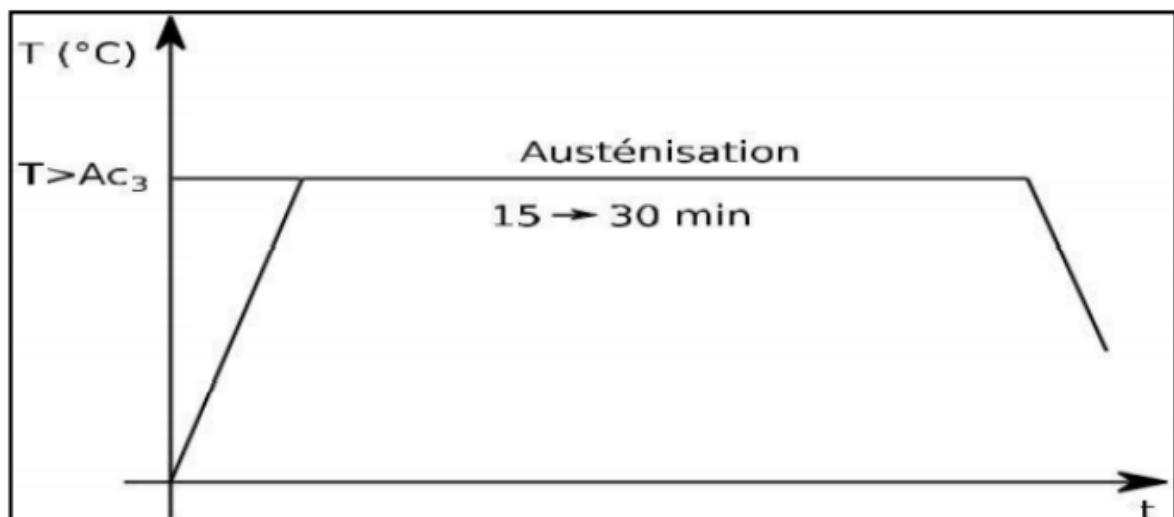 T (°C)
Austénisation
T>Ac₃
15 → 30 min
t